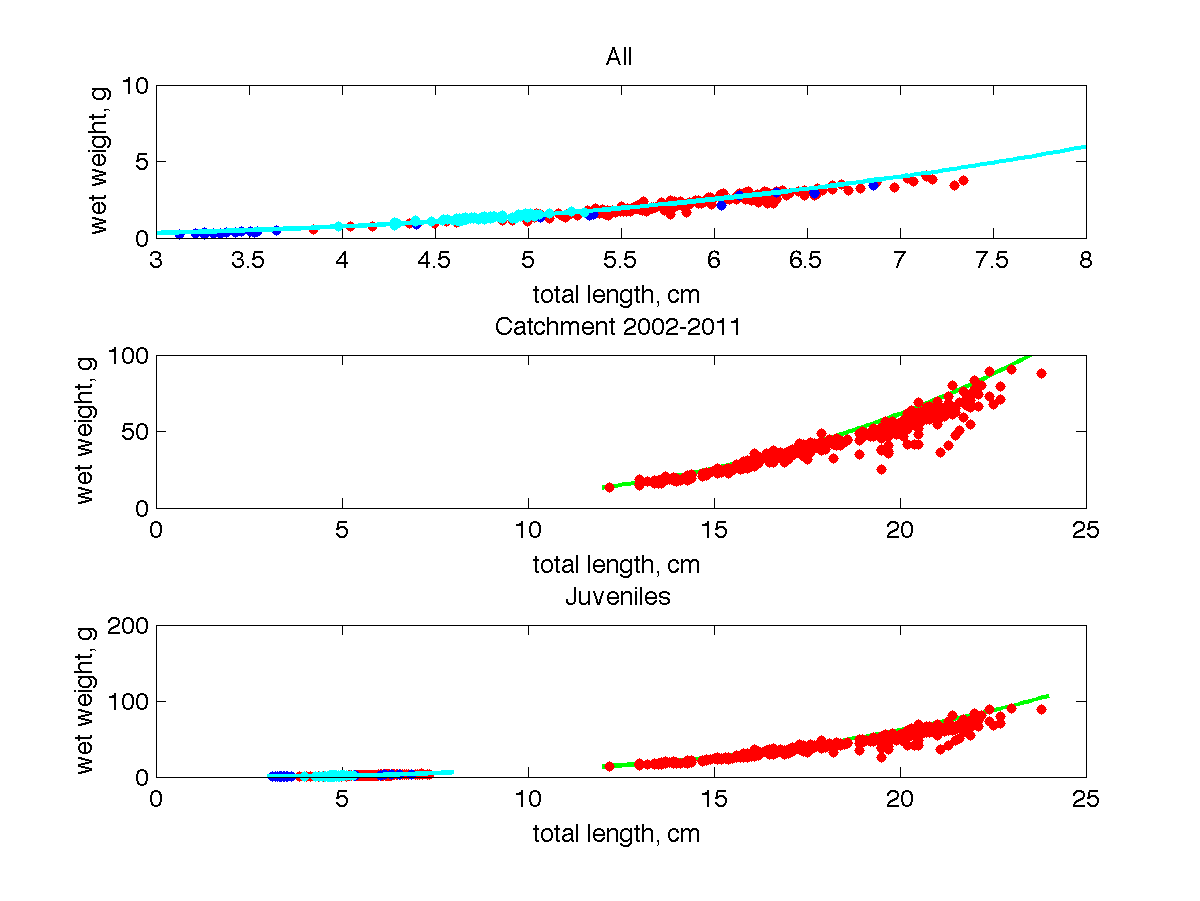 All
wet weight, g
10
5
0
3 3.5 4 4.5 5 5.5 6 6.5 7 7.5 8
total length, cm
Catchment 2002-2011
wet weight, g
100
50
0
0 5 10 15 20 25
total length, cm
Juveniles
wet weight, g
200
100
0
0 5 10 15 20 25
total length, cm